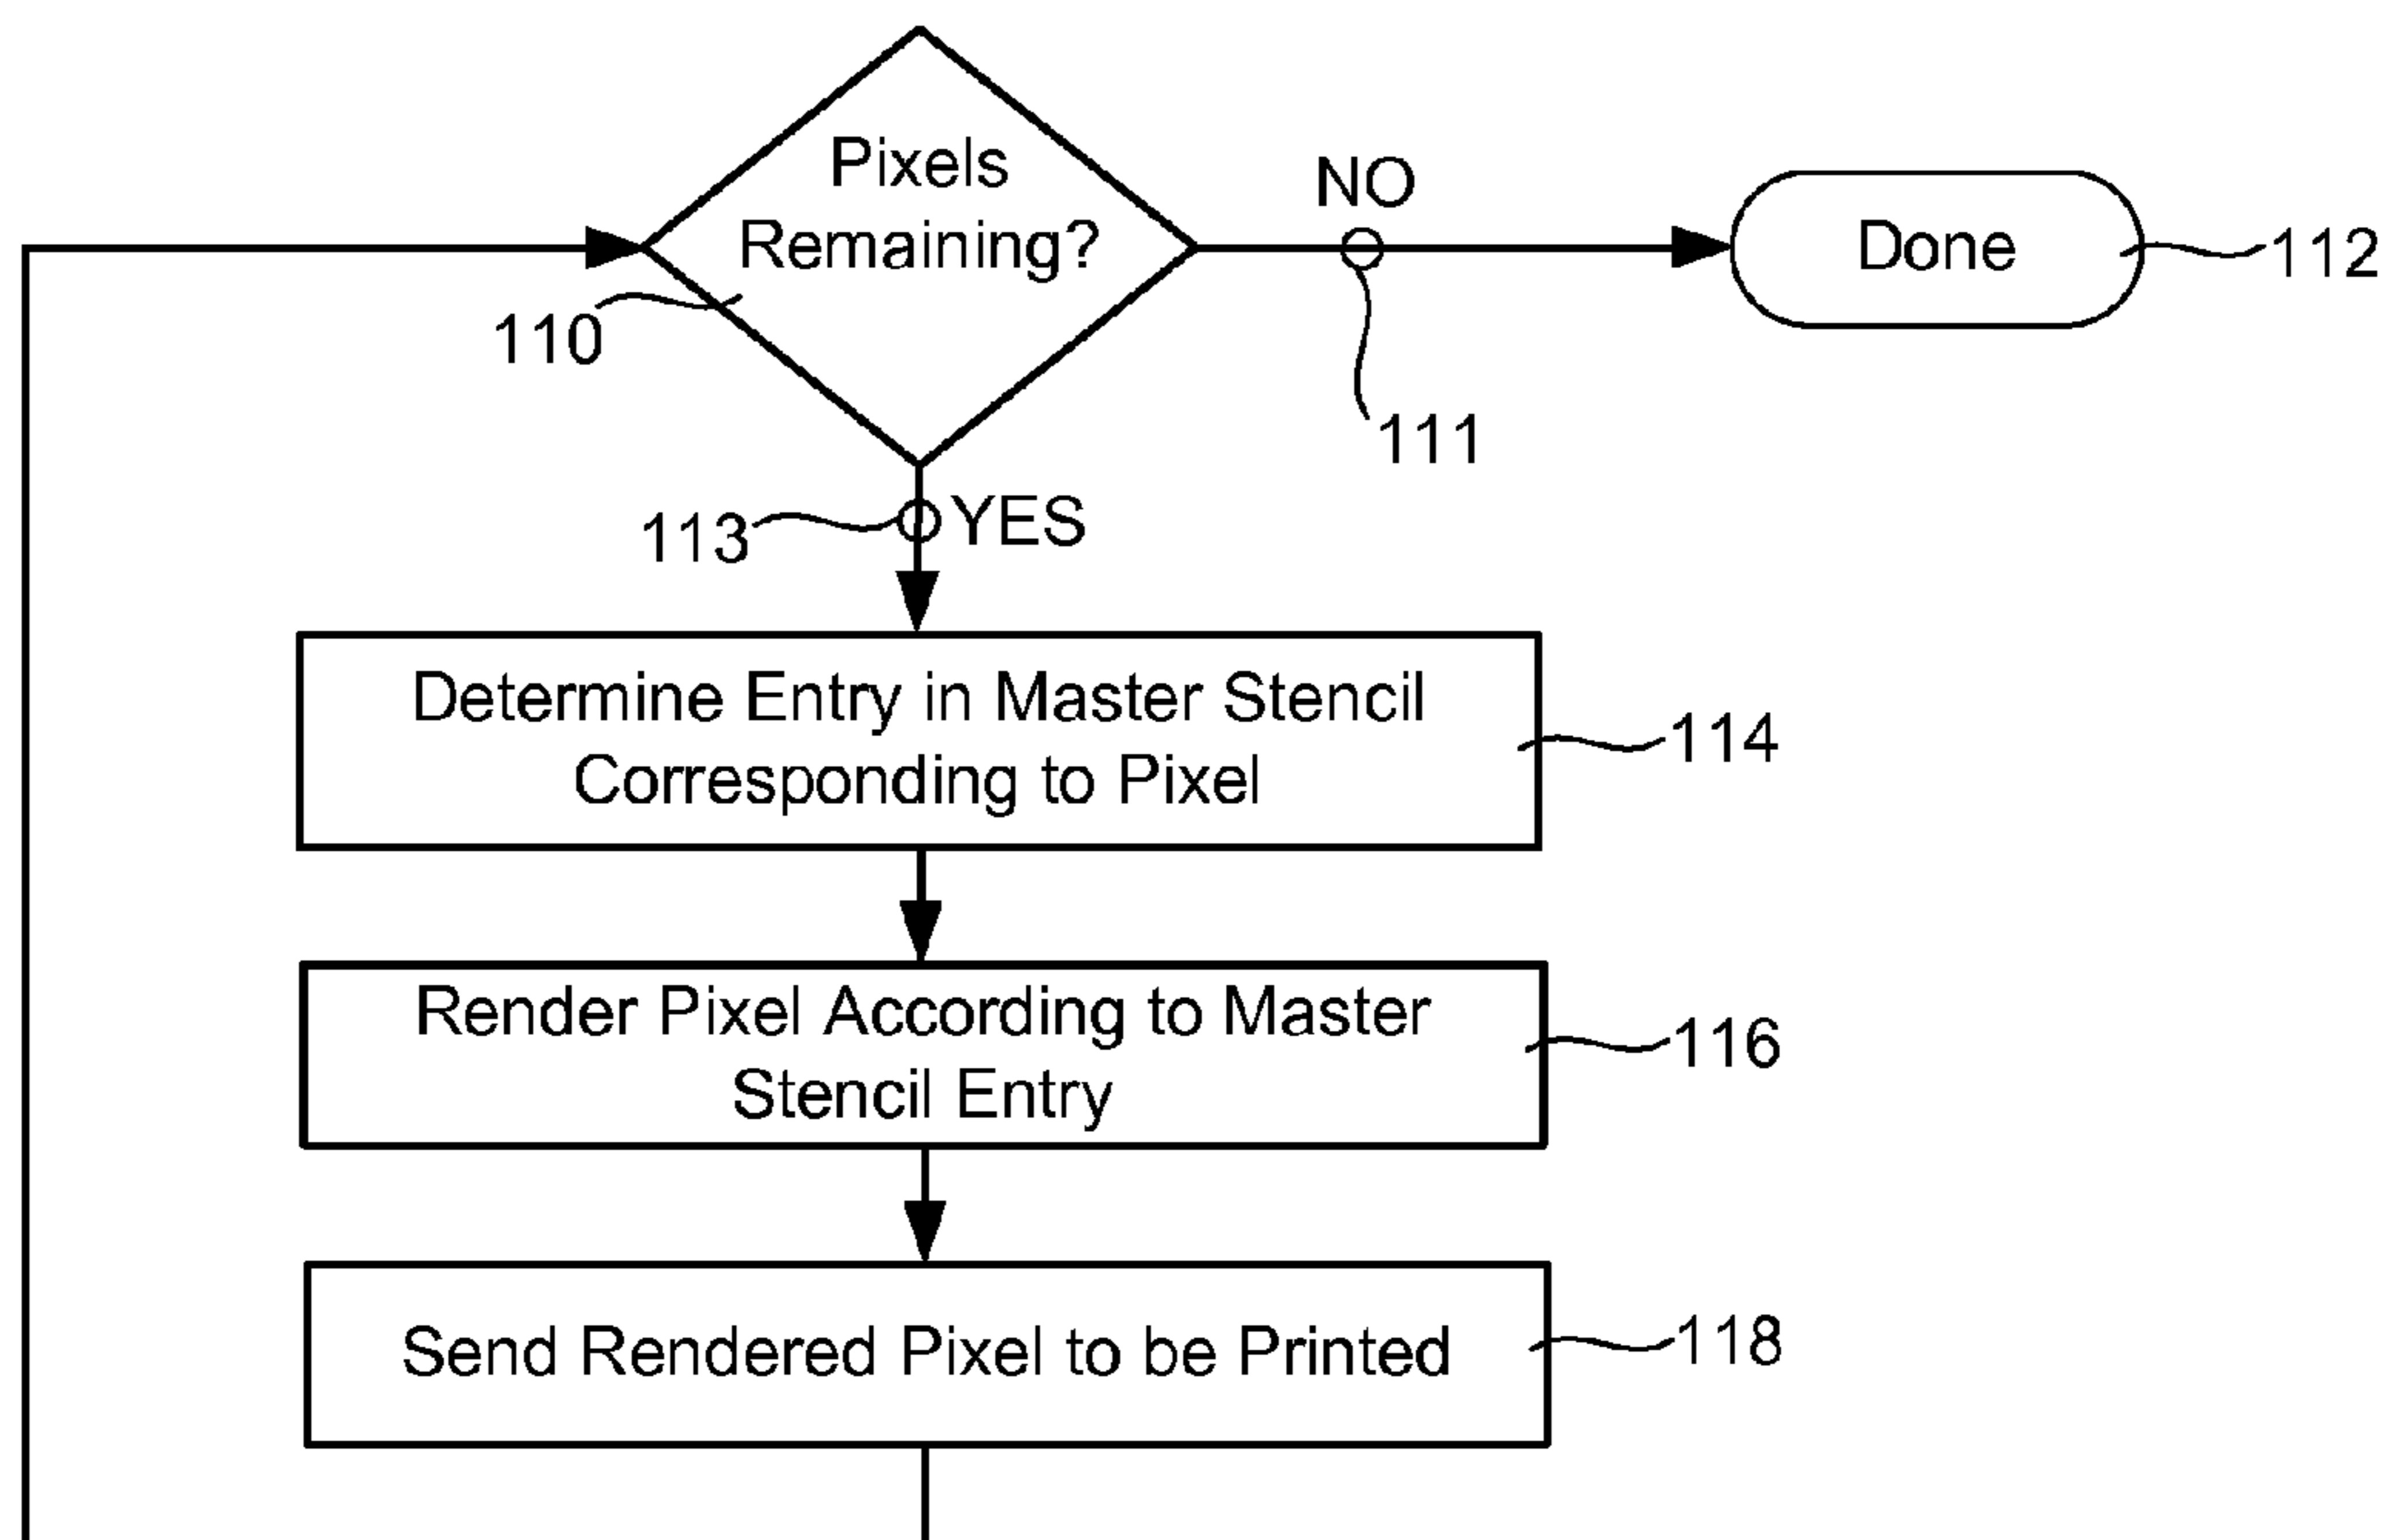 Pixels
Remaining?
110
NO
111
Done
112
113
YES
Determine Entry in Master Stencil
Corresponding to Pixel
114
Render Pixel According to Master
Stencil Entry
116
Send Rendered Pixel to be Printed
118